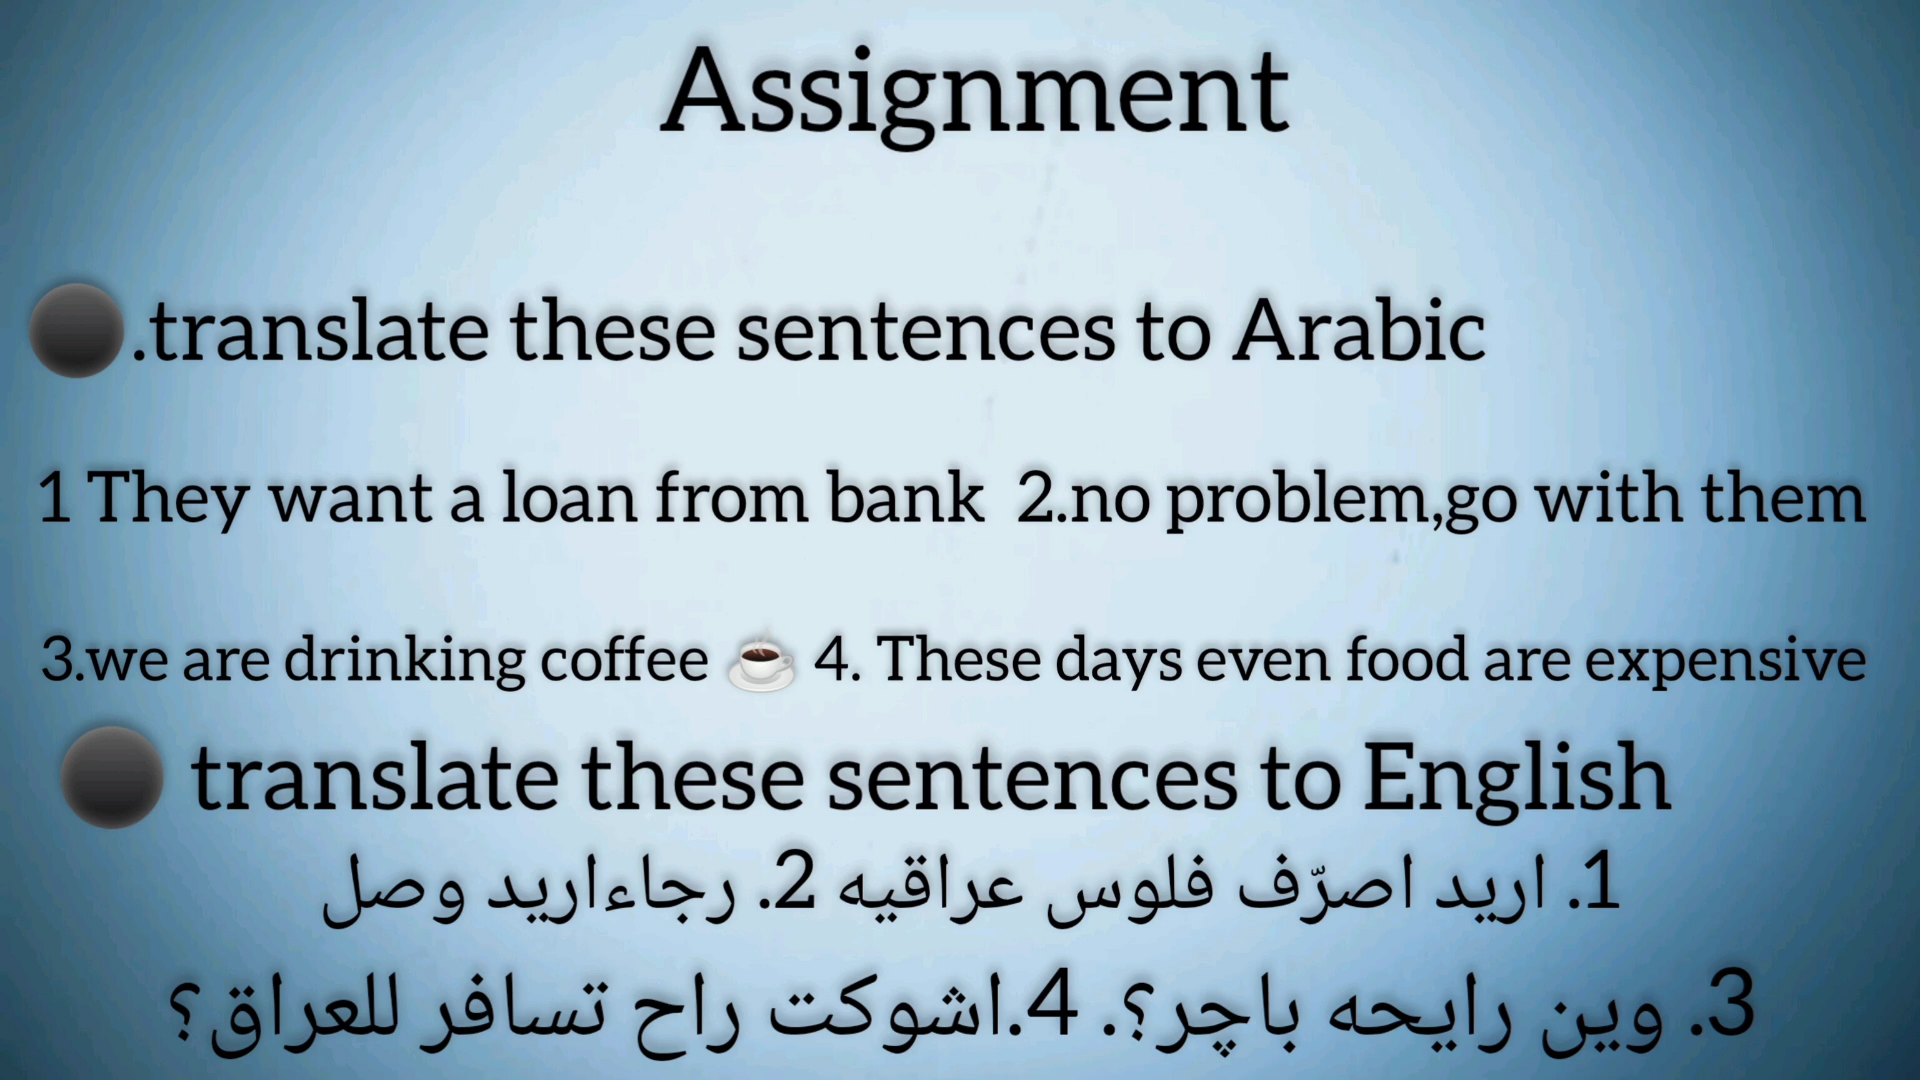 Assignment
⚫.translate these sentences to Arabic
1 They want a loan from bank 2.no problem,go with them
3.we are drinking coffee ☕ 4. These days even food are expensive
⚫ translate these sentences to English
1. اريد اصرّف فلوس عراقيه 2. رجاءاريد وصل
3. وين رايحه باچر؟. 4.اشوكت راح تسافر للعراق؟